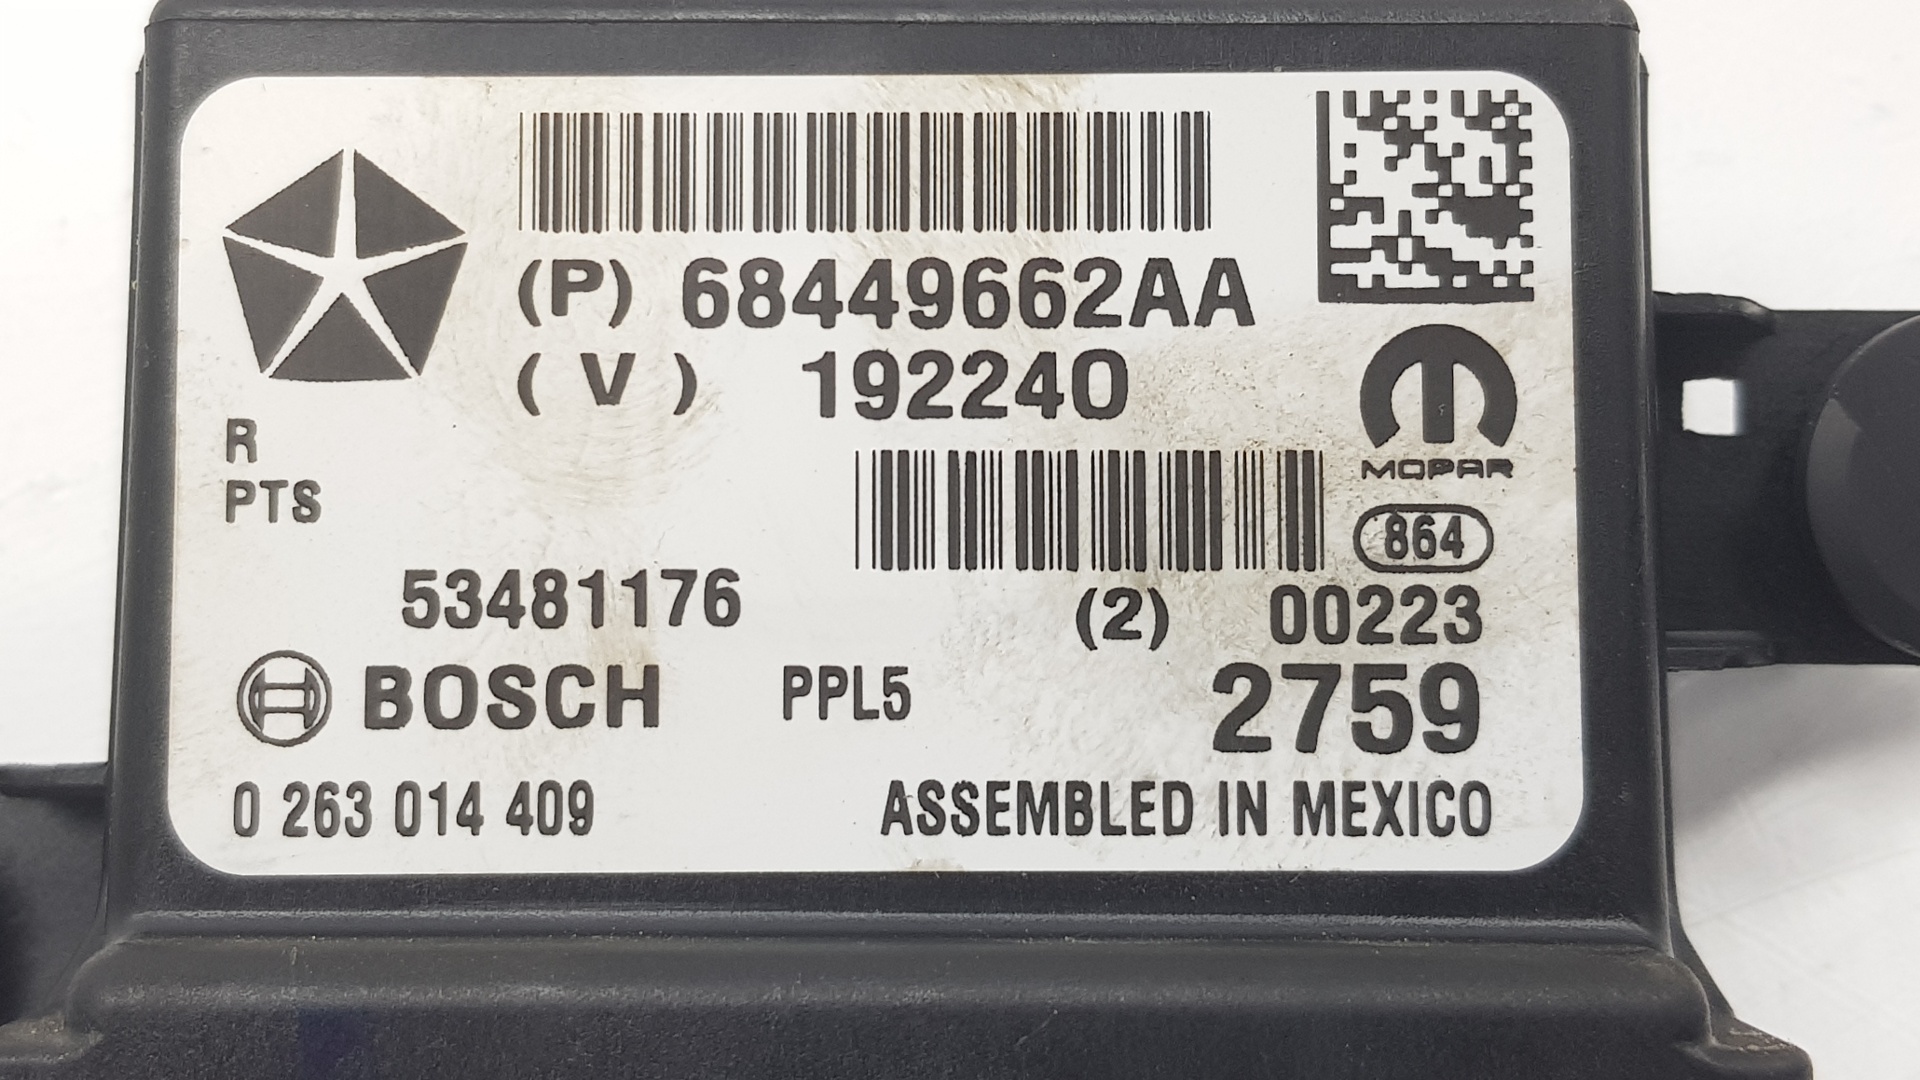 (P) 68449662AA
(V) 192240
MOPAR
R
PTS
864
53481176
(2) 00223
BOSCH PPL5 2759
0 263 014 409 ASSEMBLED IN MEXICO